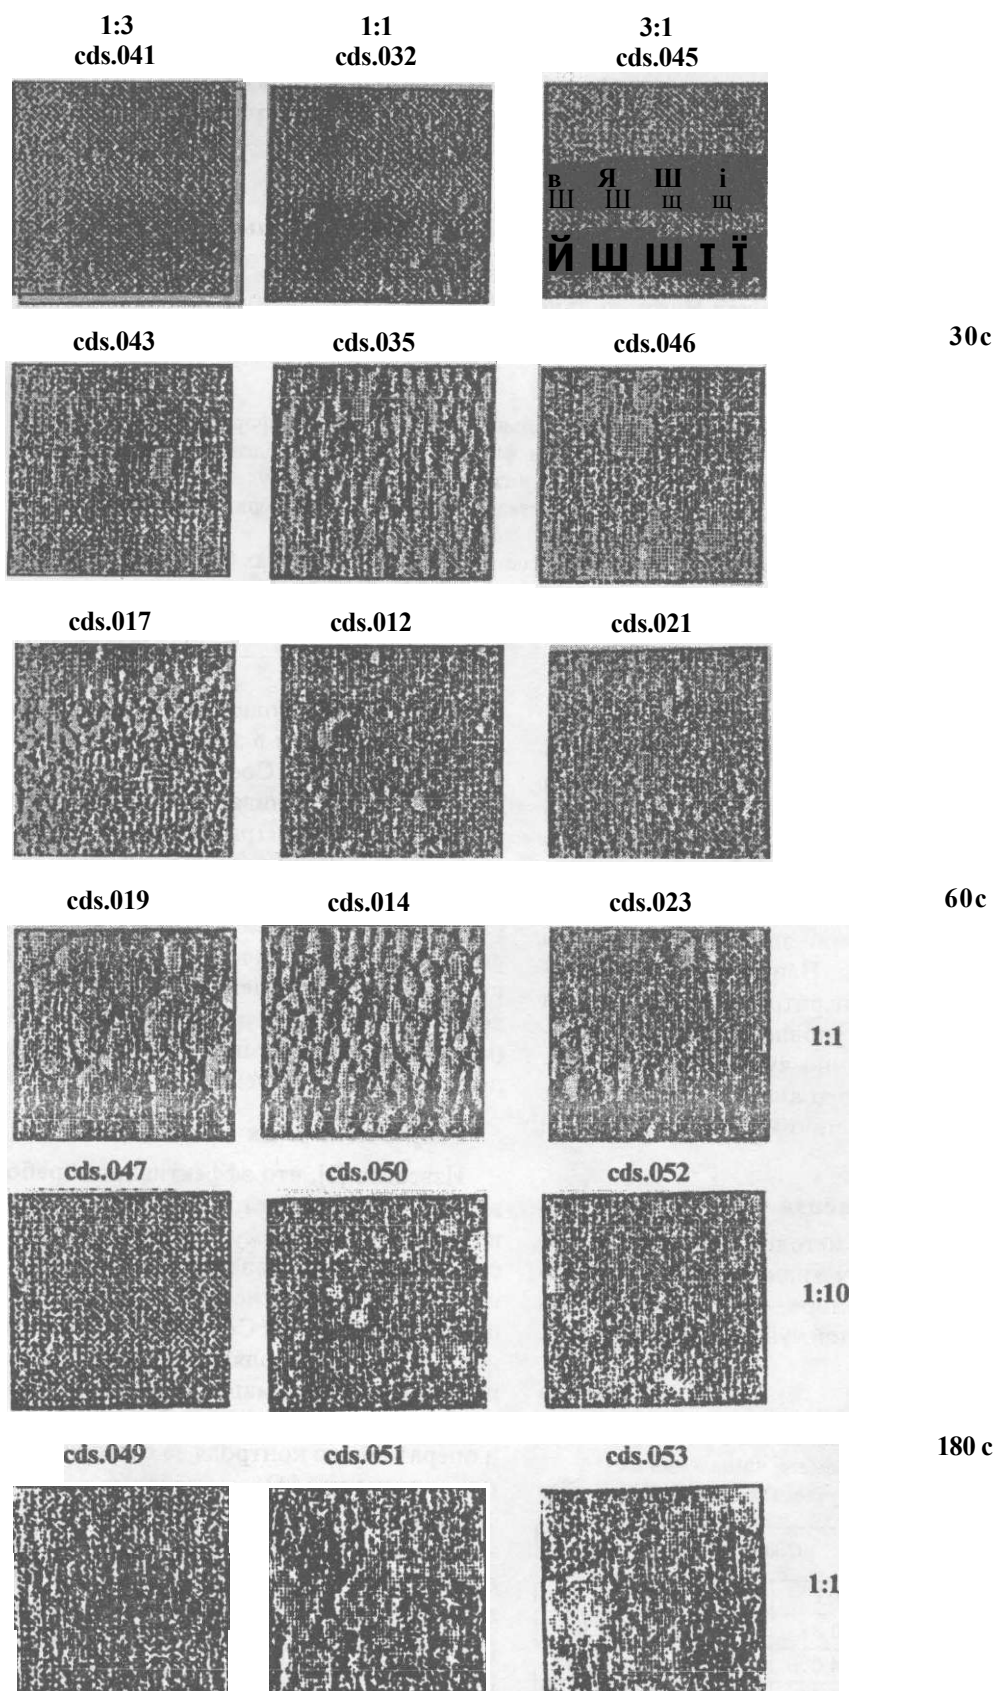 1:3 1:1 3:1
cds.041 cds.032 cds.045
в Я Ш і
Ш Ш щ щ
Й Ш Ш І Ї
30с
cds.043 cds.035 cds.046
cds.017 cds.012 cds.021
60с
cds.019 cds.014 cds.023
1:1
cds.047 cds.050 cds.052
1:10
180 с
cds.049 cds.051 cds.053
1:1